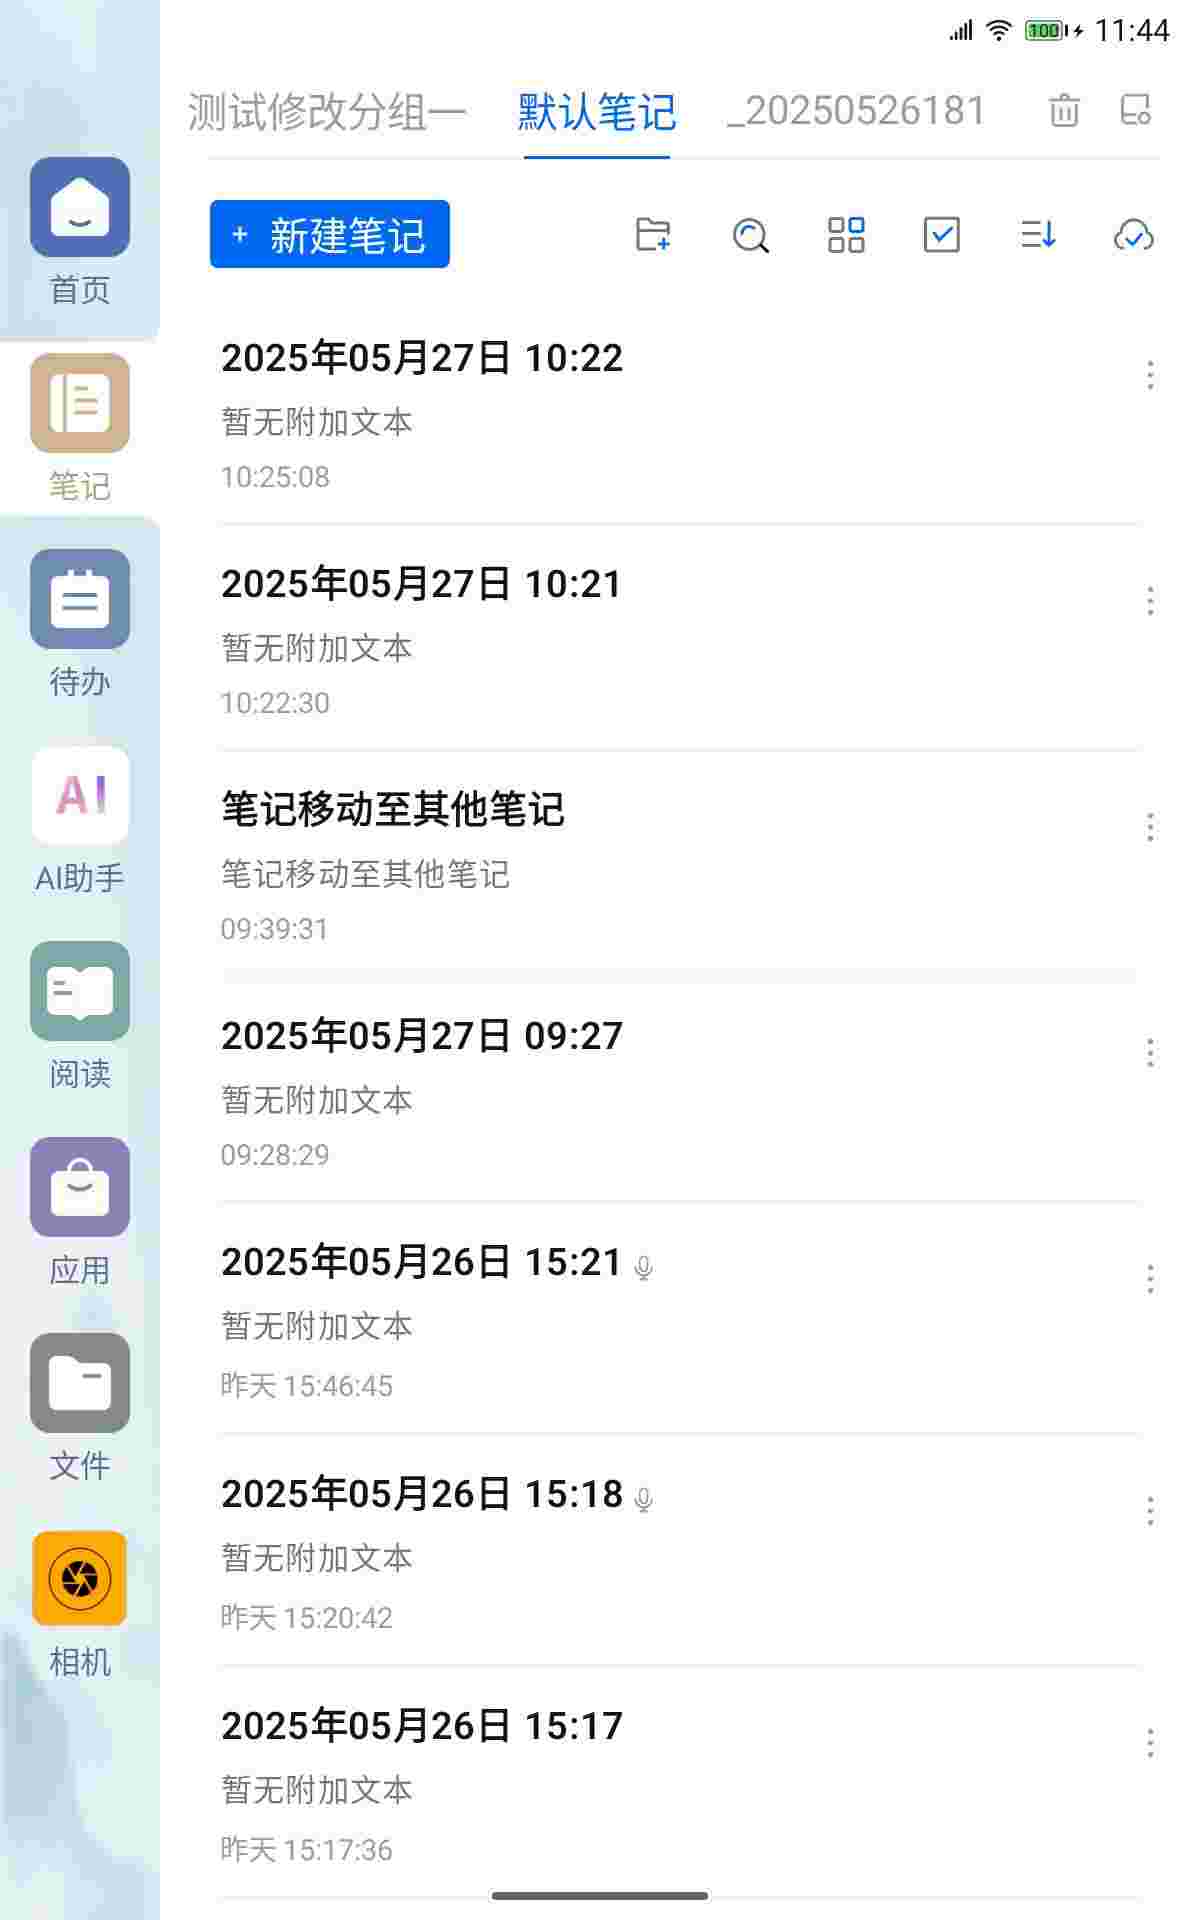 100 11:44
测试修改分组一 默认笔记 _20250526181
+ 新建笔记
首页
笔记
待办
AI
AI助手
阅读
应用
文件
相机
2025年05月27日 10:22
暂无附加文本
10:25:08
2025年05月27日 10:21
暂无附加文本
10:22:30
笔记移动至其他笔记
笔记移动至其他笔记
09:39:31
2025年05月27日 09:27
暂无附加文本
09:28:29
2025年05月26日 15:21
暂无附加文本
昨天 15:46:45
2025年05月26日 15:18
暂无附加文本
昨天 15:20:42
2025年05月26日 15:17
暂无附加文本
昨天 15:17:36